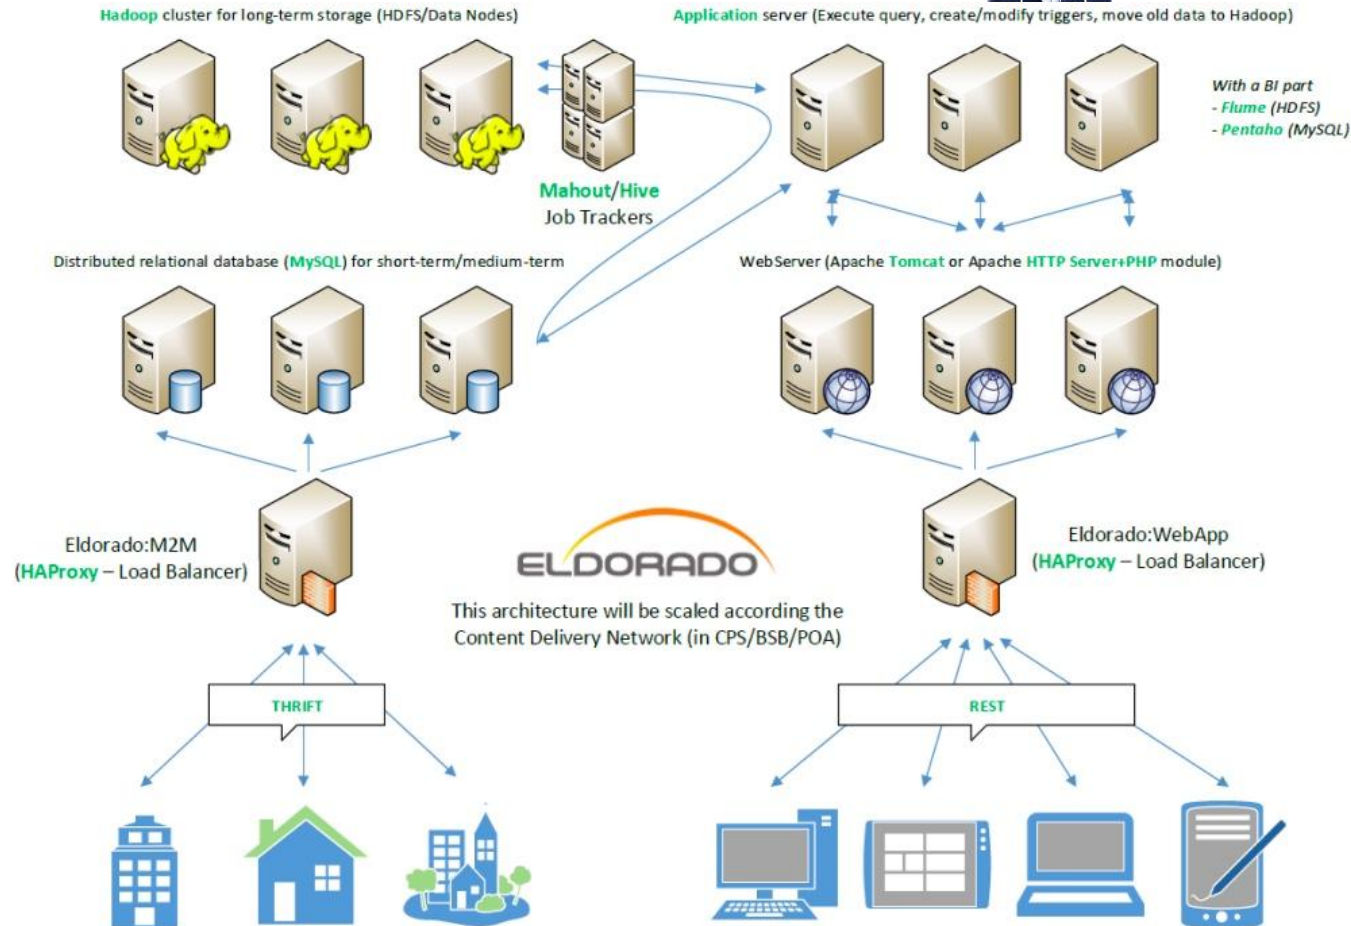 Hadoop cluster for long-term storage (HDFS/Data Nodes)
Application server (Execute query, create/modify triggers, move old data to Hadoop)
With a BI part
- Flume (HDFS)
- Pentaho (MySQL)
Mahout/Hive
Job Trackers
Distributed relational database (MySQL) for short-term/medium-term
WebServer (Apache Tomcat or Apache HTTP Server+PHP module)
Eldorado:M2M
(HAProxy – Load Balancer)
ELDORADO
This architecture will be scaled according the
Content Delivery Network (in CPS/BSB/POA)
Eldorado:WebApp
(HAProxy – Load Balancer)
THRIFT
REST